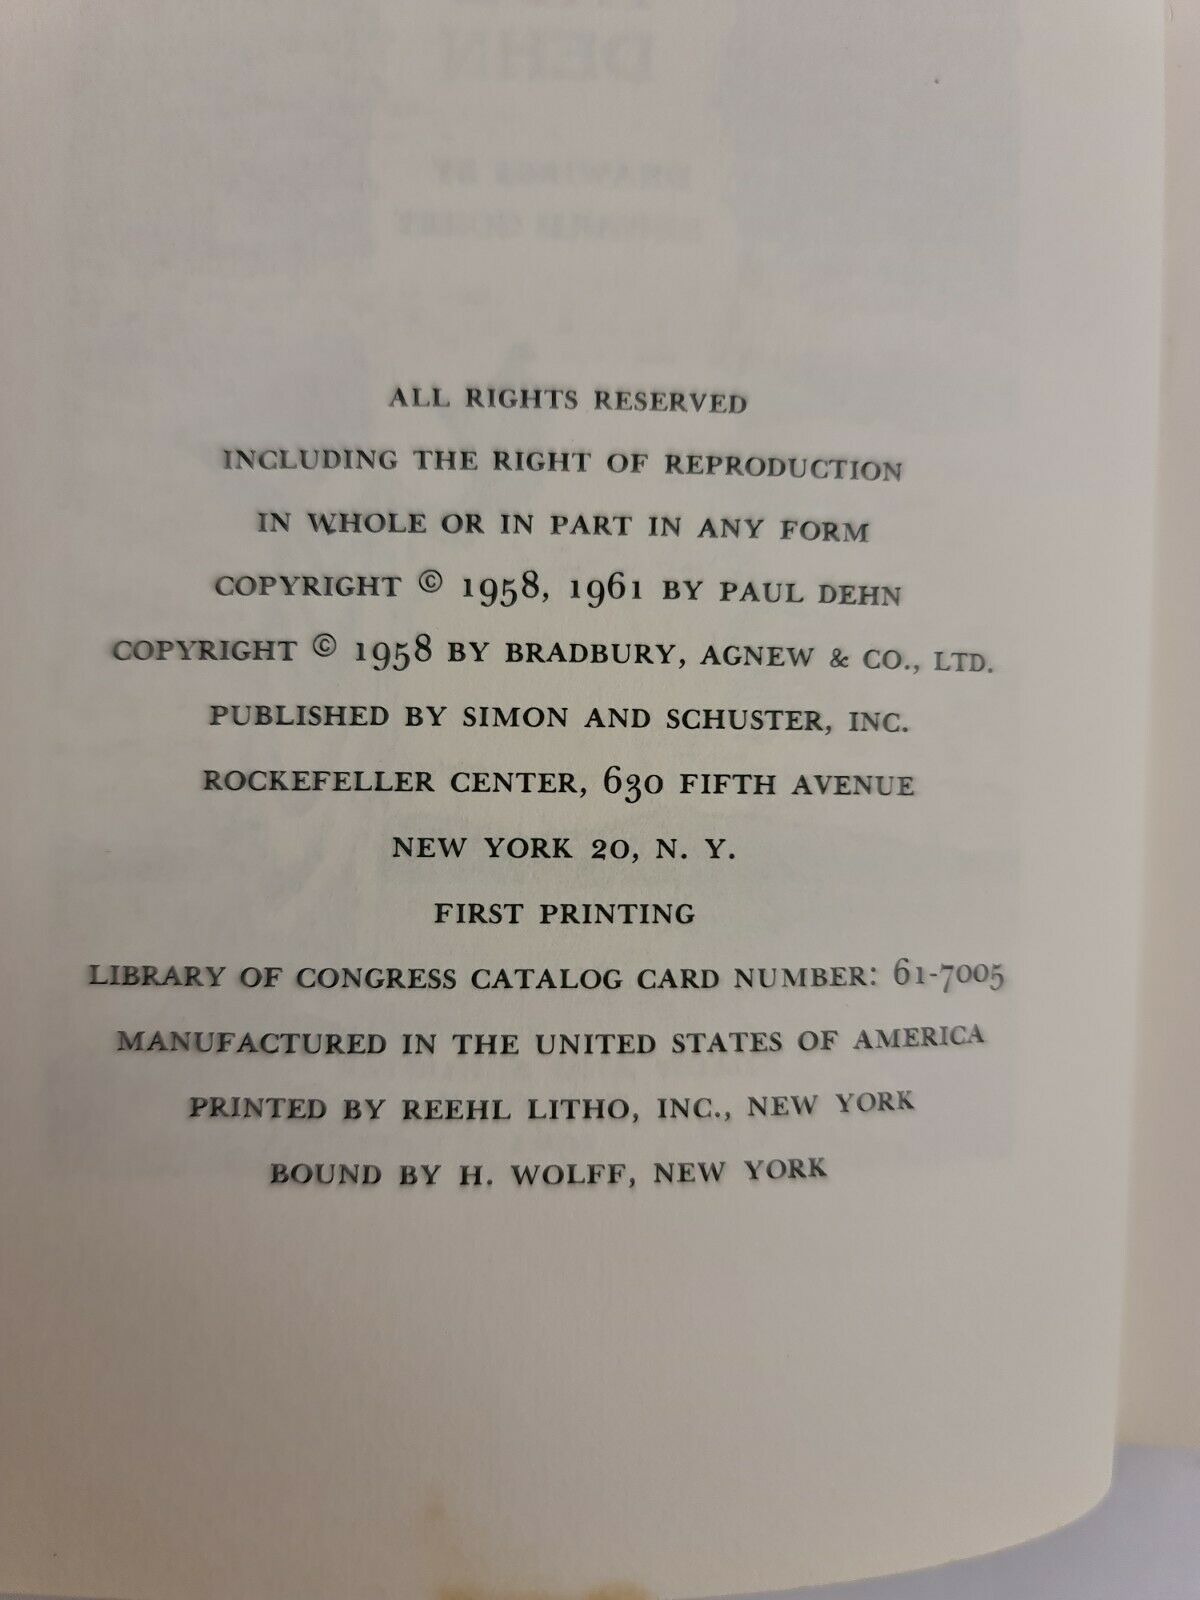 ALL RIGHTS RESERVED
INCLUDING THE RIGHT OF REPRODUCTION
IN WHOLE OR IN PART IN ANY FORM
COPYRIGHT © 1958, 1961 BY PAUL DEHN
COPYRIGHT © 1958 BY BRADBURY, AGNEW & CO., LTD.
PUBLISHED BY SIMON AND SCHUSTER, INC.
ROCKEFELLER CENTER, 630 FIFTH AVENUE
NEW YORK 20, N. Y.
FIRST PRINTING
LIBRARY OF CONGRESS CATALOG CARD NUMBER: 61-7005
MANUFACTURED IN THE UNITED STATES OF AMERICA
PRINTED BY REEHL LITHO, INC., NEW YORK
BOUND BY H. WOLFF, NEW YORK